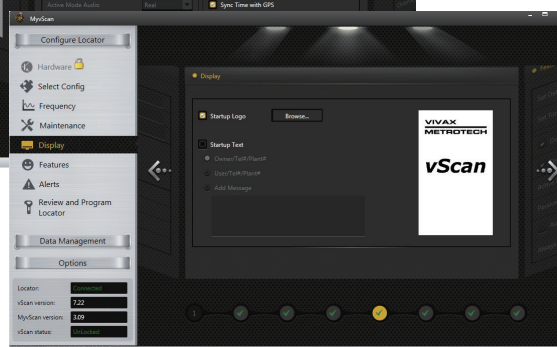 Active Mode Audio
Real
Sync Time with GPS
MyvScan
Configure Locator
Hardware
Select Config
Frequency
Maintenance
Display
Features
Alerts
Review and Program
Locator
Data Management
Options
Locator:
Connected
vScan version:
7.22
MyvScan version:
3.09
vScan status:
UnLocked
Display
Startup Logo
Browse...
Startup Text
Owner/Tel#/Plant#
User/Tel#/Plant#
Add Message
VIVAX
METROTECH
vScan
1